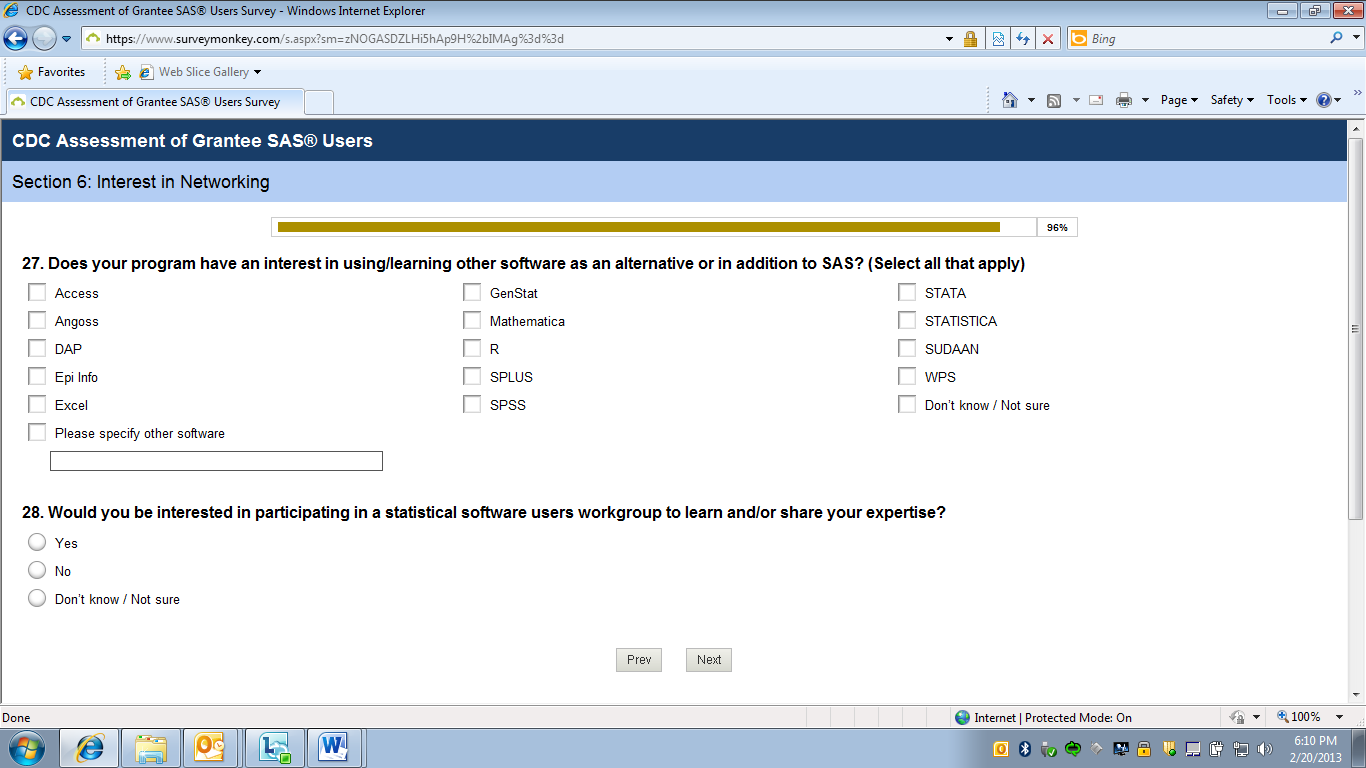 CDC Assessment of Grantee SAS® Users Survey - Windows Internet Explorer
https://www.surveymonkey.com/s.aspx?sm=zNOGASDZLHi5hAp9H%2bIMAg%3d%3d
Bing
Favorites
Web Slice Gallery
CDC Assessment of Grantee SAS® Users Survey
Page
Safety
Tools
CDC Assessment of Grantee SAS® Users
Section 6: Interest in Networking
96%
27. Does your program have an interest in using/learning other software as an alternative or in addition to SAS? (Select all that apply)
Access
GenStat
STATA
Angoss
Mathematica
STATISTICA
DAP
R
SUDAAN
Epi Info
SPLUS
WPS
Excel
SPSS
Don't know / Not sure
Please specify other software
28. Would you be interested in participating in a statistical software users workgroup to learn and/or share your expertise?
Yes
No
Don't know / Not sure
Prev
Next
Done
Internet | Protected Mode: On
100%
6:10 PM
2/20/2013